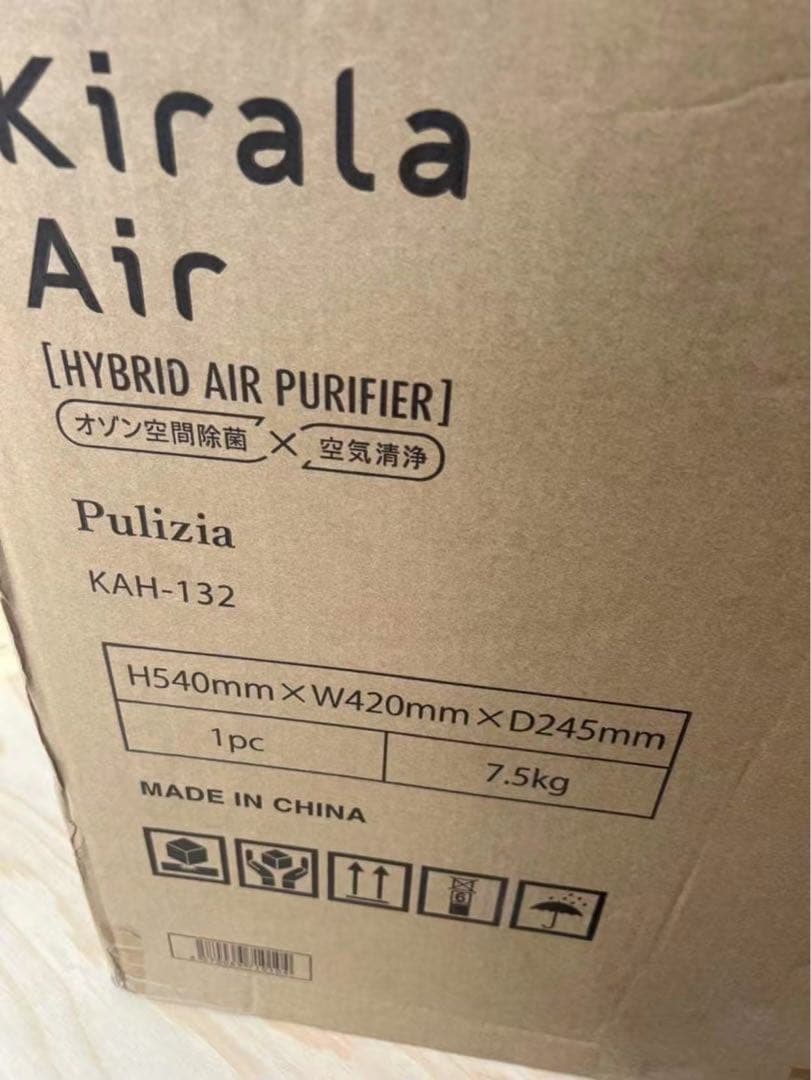 Kirala
Air
[HYBRID AIR PURIFIER]
オゾン空間除菌×空気清浄
Pulizia
KAH-132
H540mm×W420mm×D245mm
1pc
7.5kg
MADE IN CHINA
6